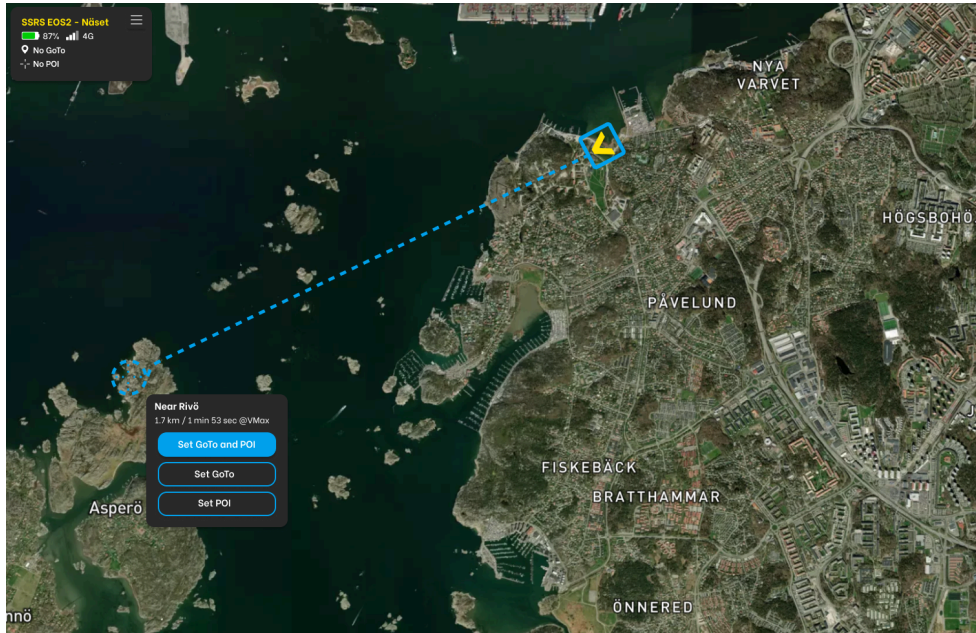 SSRS EOS2 - Näset
87% 4G
No GoTo
No POI
NYA
VARVET
HÖGSBOHÖ
PÅVELUND
Near Rivö
1.7 km / 1 min 53 sec @VMax
Set GoTo and POI
Set GoTo
Set POI
FISKEBÄCK
BRATTHAMMAR
Asperö
ÖNNERED
nnö